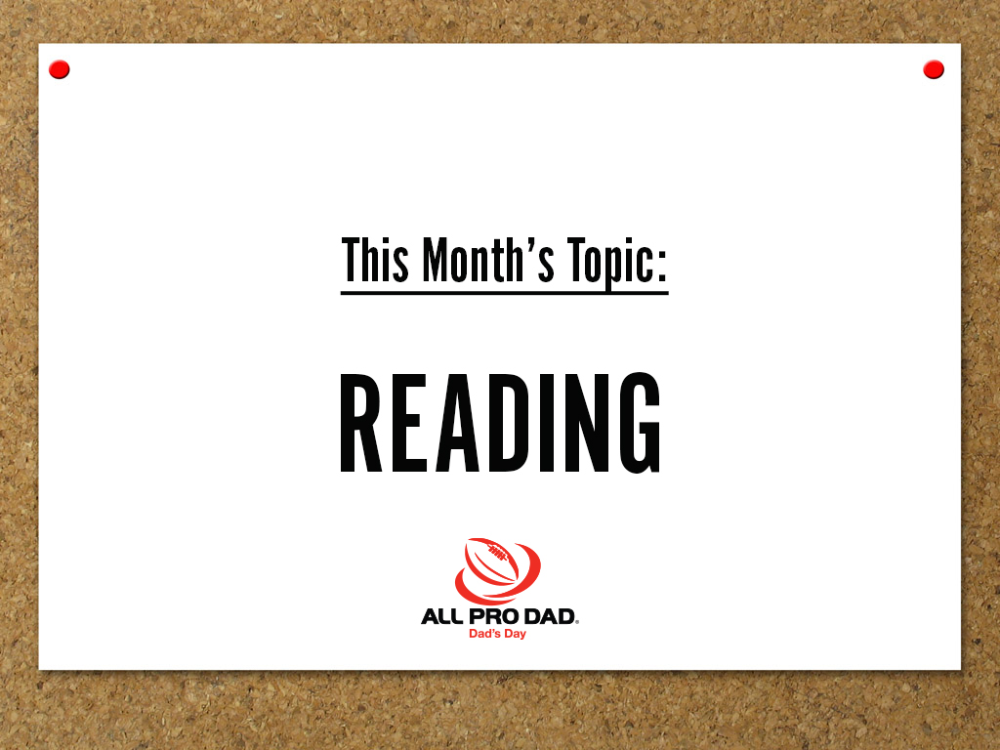 This Month’s Topic:
READING
ALL PRO DAD®
Dad's Day